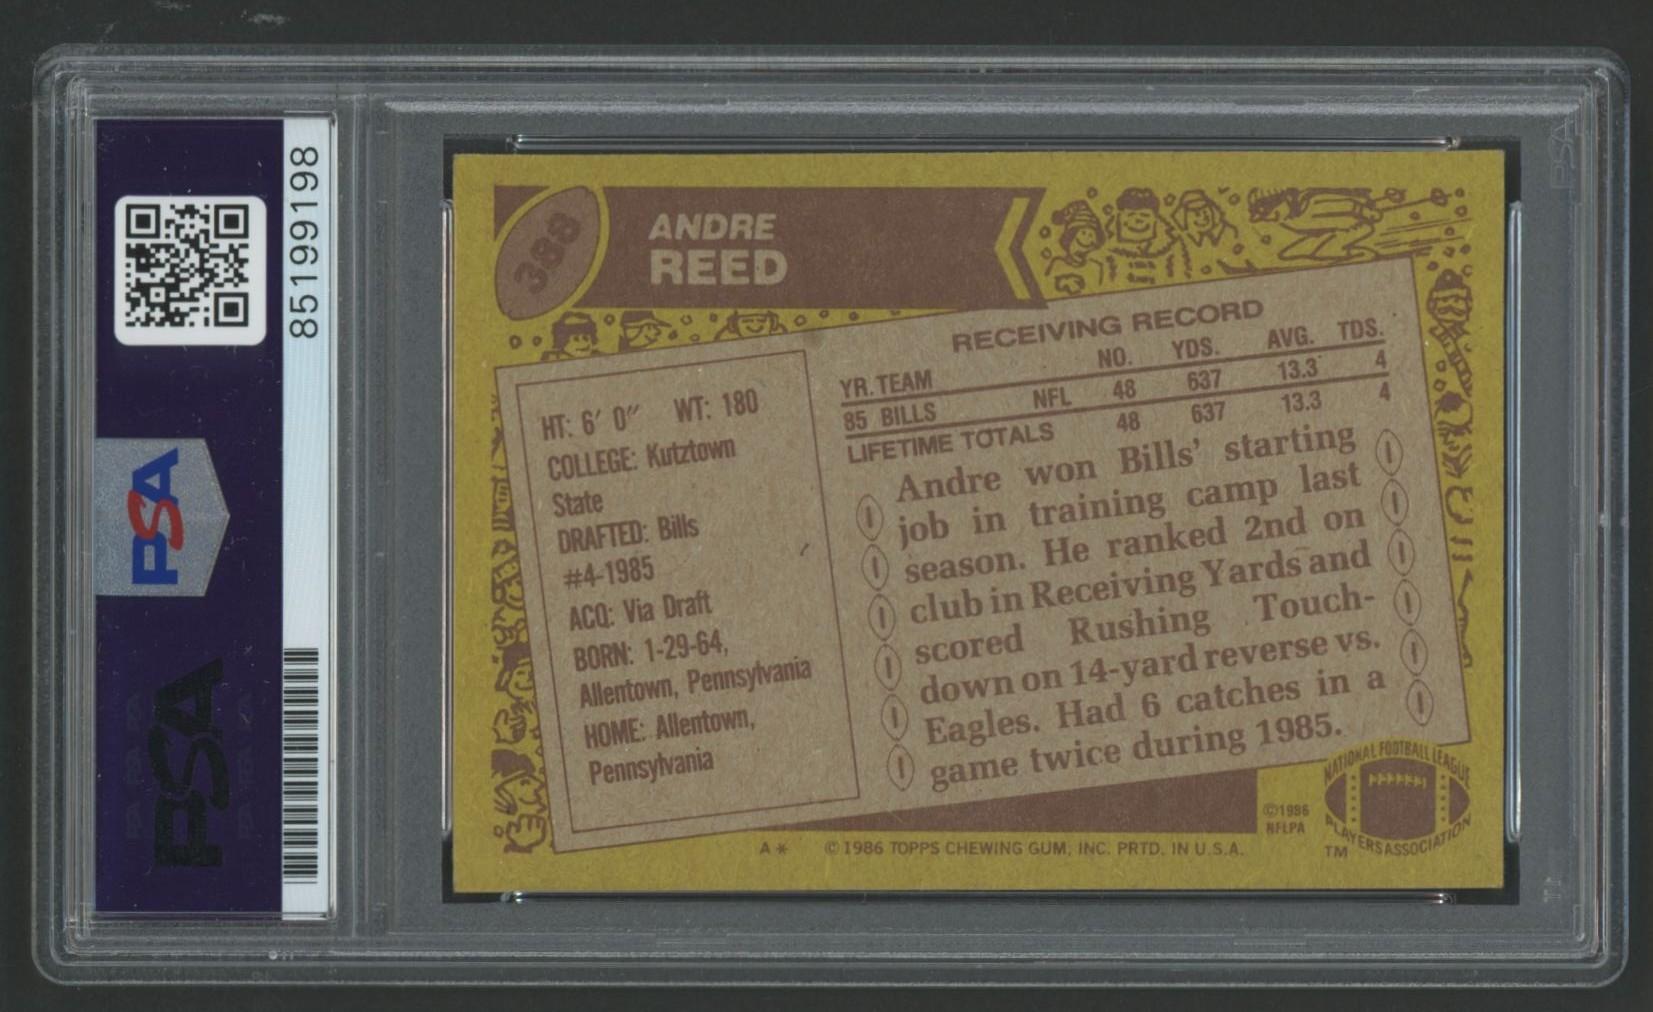 85199198
PSA
PSA
PSA
388
ANDRE
REED
HT: 6' 0" WT: 180
COLLEGE: Kutztown
State
DRAFTED: Bills
#4-1985
ACQ: Via Draft
BORN: 1-29-64,
Allentown, Pennsylvania
HOME: Allentown,
Pennsylvania
RECEIVING RECORD
YR. TEAM NO. YDS. AVG. TDS.
85 BILLS NFL 48 637 13.3 4
LIFETIME TOTALS 48 637 13.3 4
Andre won Bills' starting
job in training camp last
season. He ranked 2nd on
club in Receiving Yards and
scored Rushing Touch-
down on 14-yard reverse vs.
Eagles. Had 6 catches in a
game twice during 1985.
©1986
NFLPA
NATIONAL FOOTBALL LEAGUE
PLAYERS ASSOCIATION
TM
A* © 1986 TOPPS CHEWING GUM, INC. PRTD. IN U.S.A.